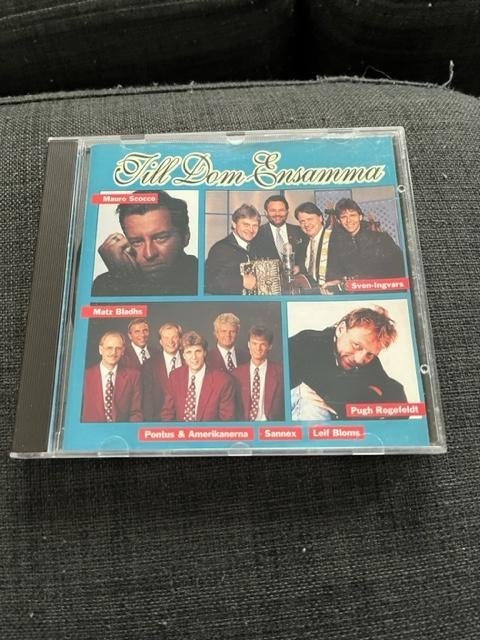 Till Dom Ensamma
Mauro Scocco
Sven-Ingvars
Matz Bladhs
Pugh Rogefeldt
Pontus & Amerikanerna
Sannex
Leif Bloms